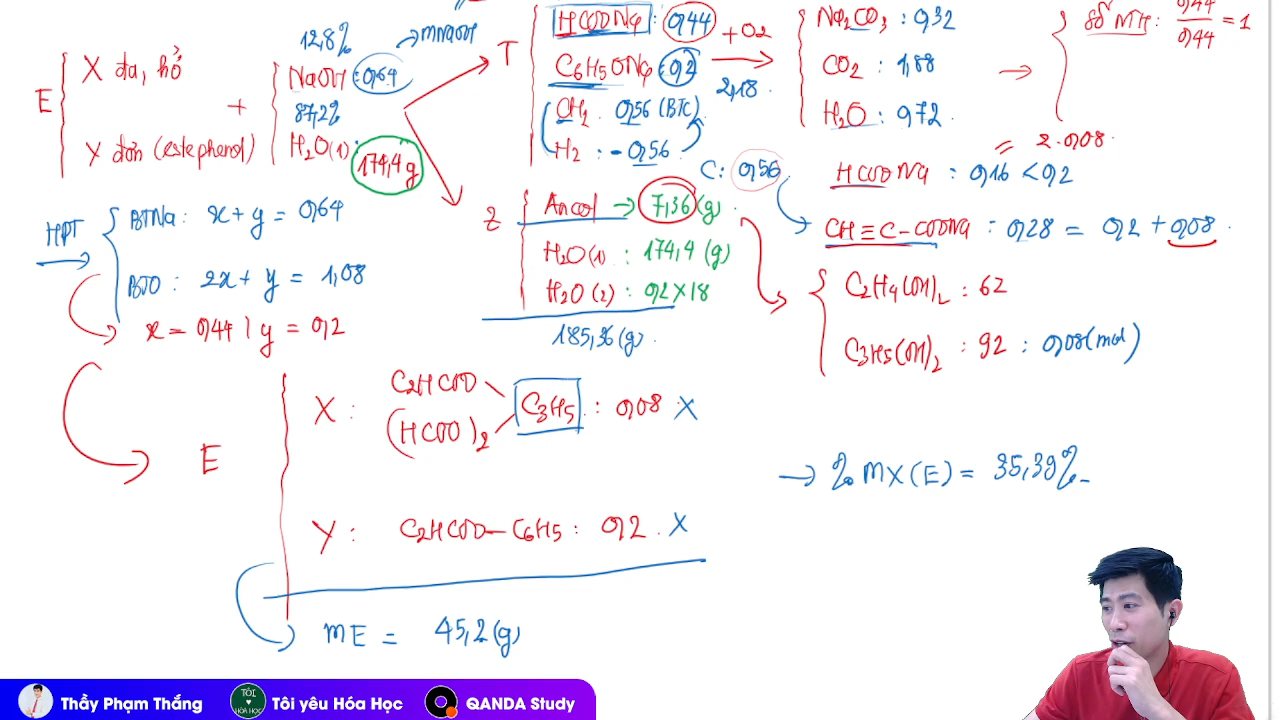 E
X đa, hở
Y đơn (estephenol)
+
12,8%
→ mNaOH
NaOH : 0,64
87,2%
H2O(1) :
174,4 g
T
HCOONa : 0,44
C6H5ONa : 0,2
CH2 : 0,56 (BTC)
H2 : - 0,56
+ O2
2,18
Na2CO3 : 0,32
CO2 : 1,88
H2O : 0,72
→
Số MH : 0,44/0,44 = 1
C : 0,56
= 2.0,08
HCOONa : 0,16 < 0,2
CH≡C-COONa : 0,28 = 0,2 + 0,08
Z
Ancol → 7,36 (g)
H2O(1) : 174,4 (g)
H2O(2) : 0,2 x 18
185,36 (g)
C2H4(OH)2 : 62
C3H5(OH)2 : 92 : 0,08 (mol)
HPT
BTNa : x + y = 0,64
BTO : 2x + y = 1,08
x = 0,44 | y = 0,2
E
X : C2HCOO
(HCOO)2
C3H5 : 0,08 X
Y : C2HCOO-C6H5 : 0,2 . X
mE = 45,2 (g)
→ % mX(E) = 35,39%
Thầy Phạm Thắng
TÔI ♥ HÓA HỌC
Tôi yêu Hóa Học
QANDA Study